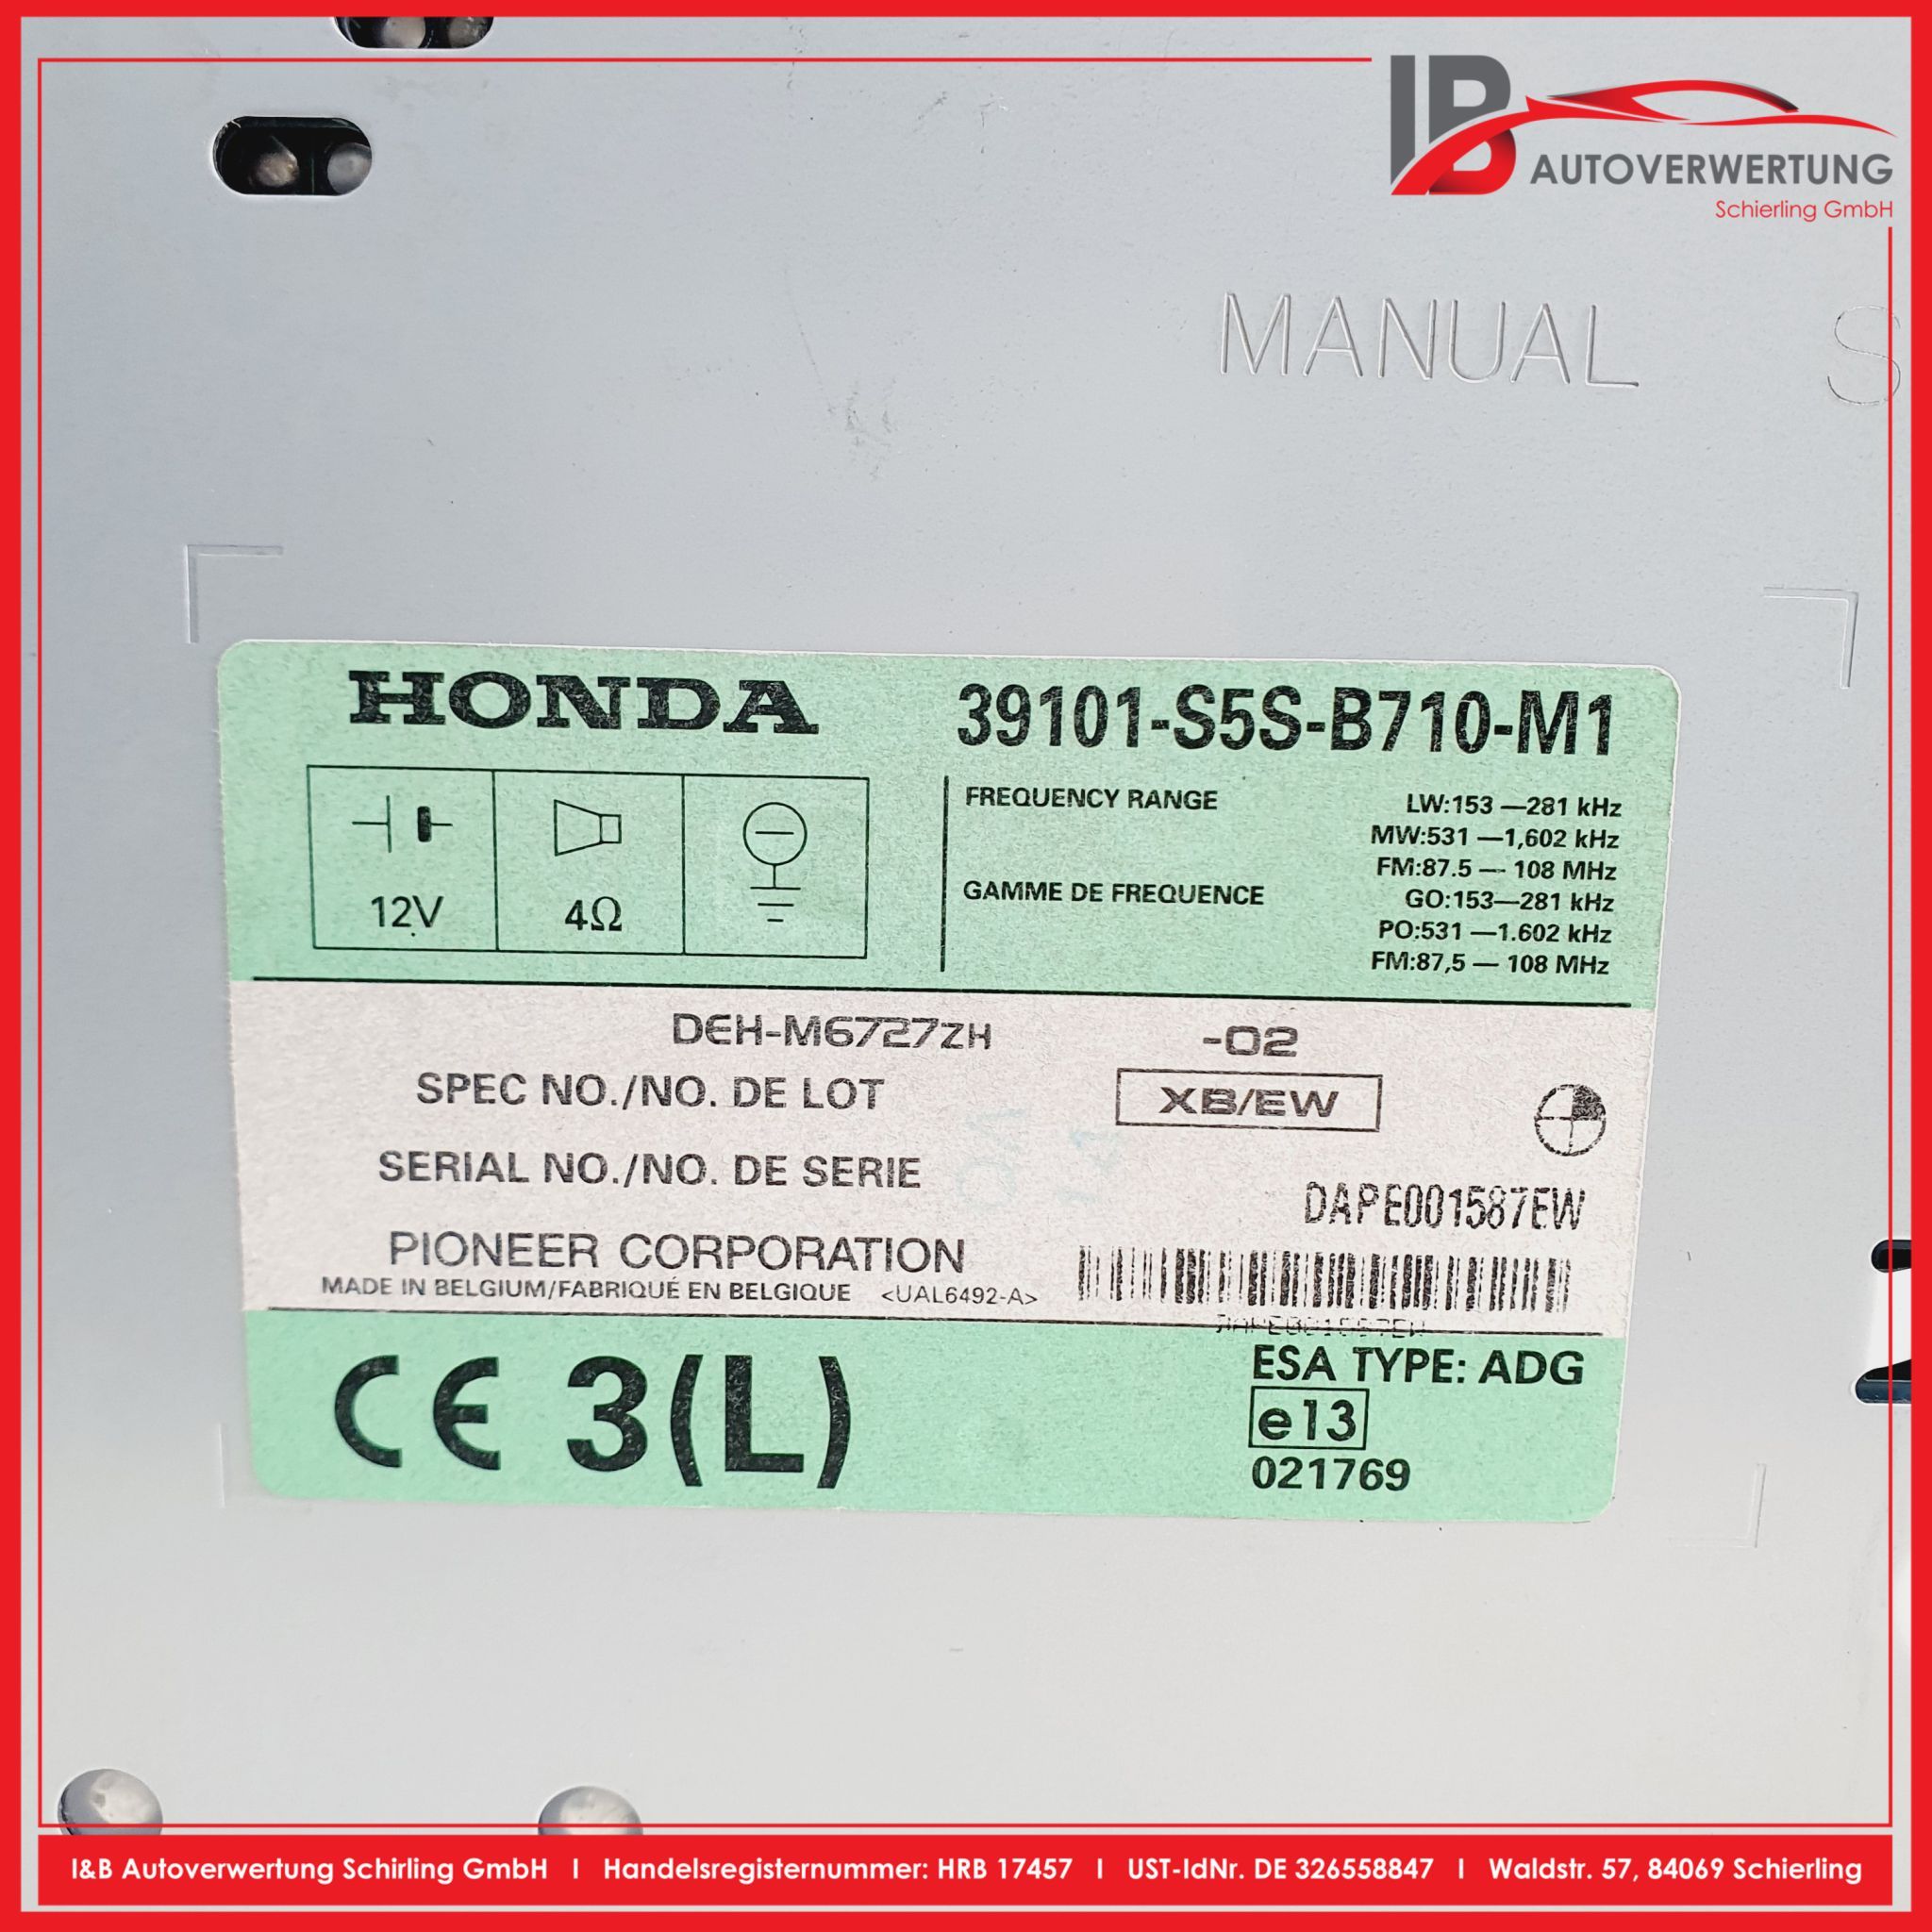 IB
AUTOVERWERTUNG
Schierling GmbH
MANUAL S
HONDA 39101-S5S-B710-M1
FREQUENCY RANGE LW:153 —281 kHz
MW:531 —1,602 kHz
FM:87.5 — 108 MHz
GAMME DE FREQUENCE GO:153—281 kHz
PO:531 —1.602 kHz
FM:87,5 — 108 MHz
12V 4Ω
DEH-M6727ZH -02
SPEC NO./NO. DE LOT XB/EW
SERIAL NO./NO. DE SERIE DAPE001587EW
PIONEER CORPORATION
MADE IN BELGIUM/FABRIQUÉ EN BELGIQUE <UAL6492-A>
DAPE001587EW
CE 3(L)
ESA TYPE: ADG
e13
021769
I&B Autoverwertung Schirling GmbH I Handelsregisternummer: HRB 17457 I UST-IdNr. DE 326558847 I Waldstr. 57, 84069 Schierling